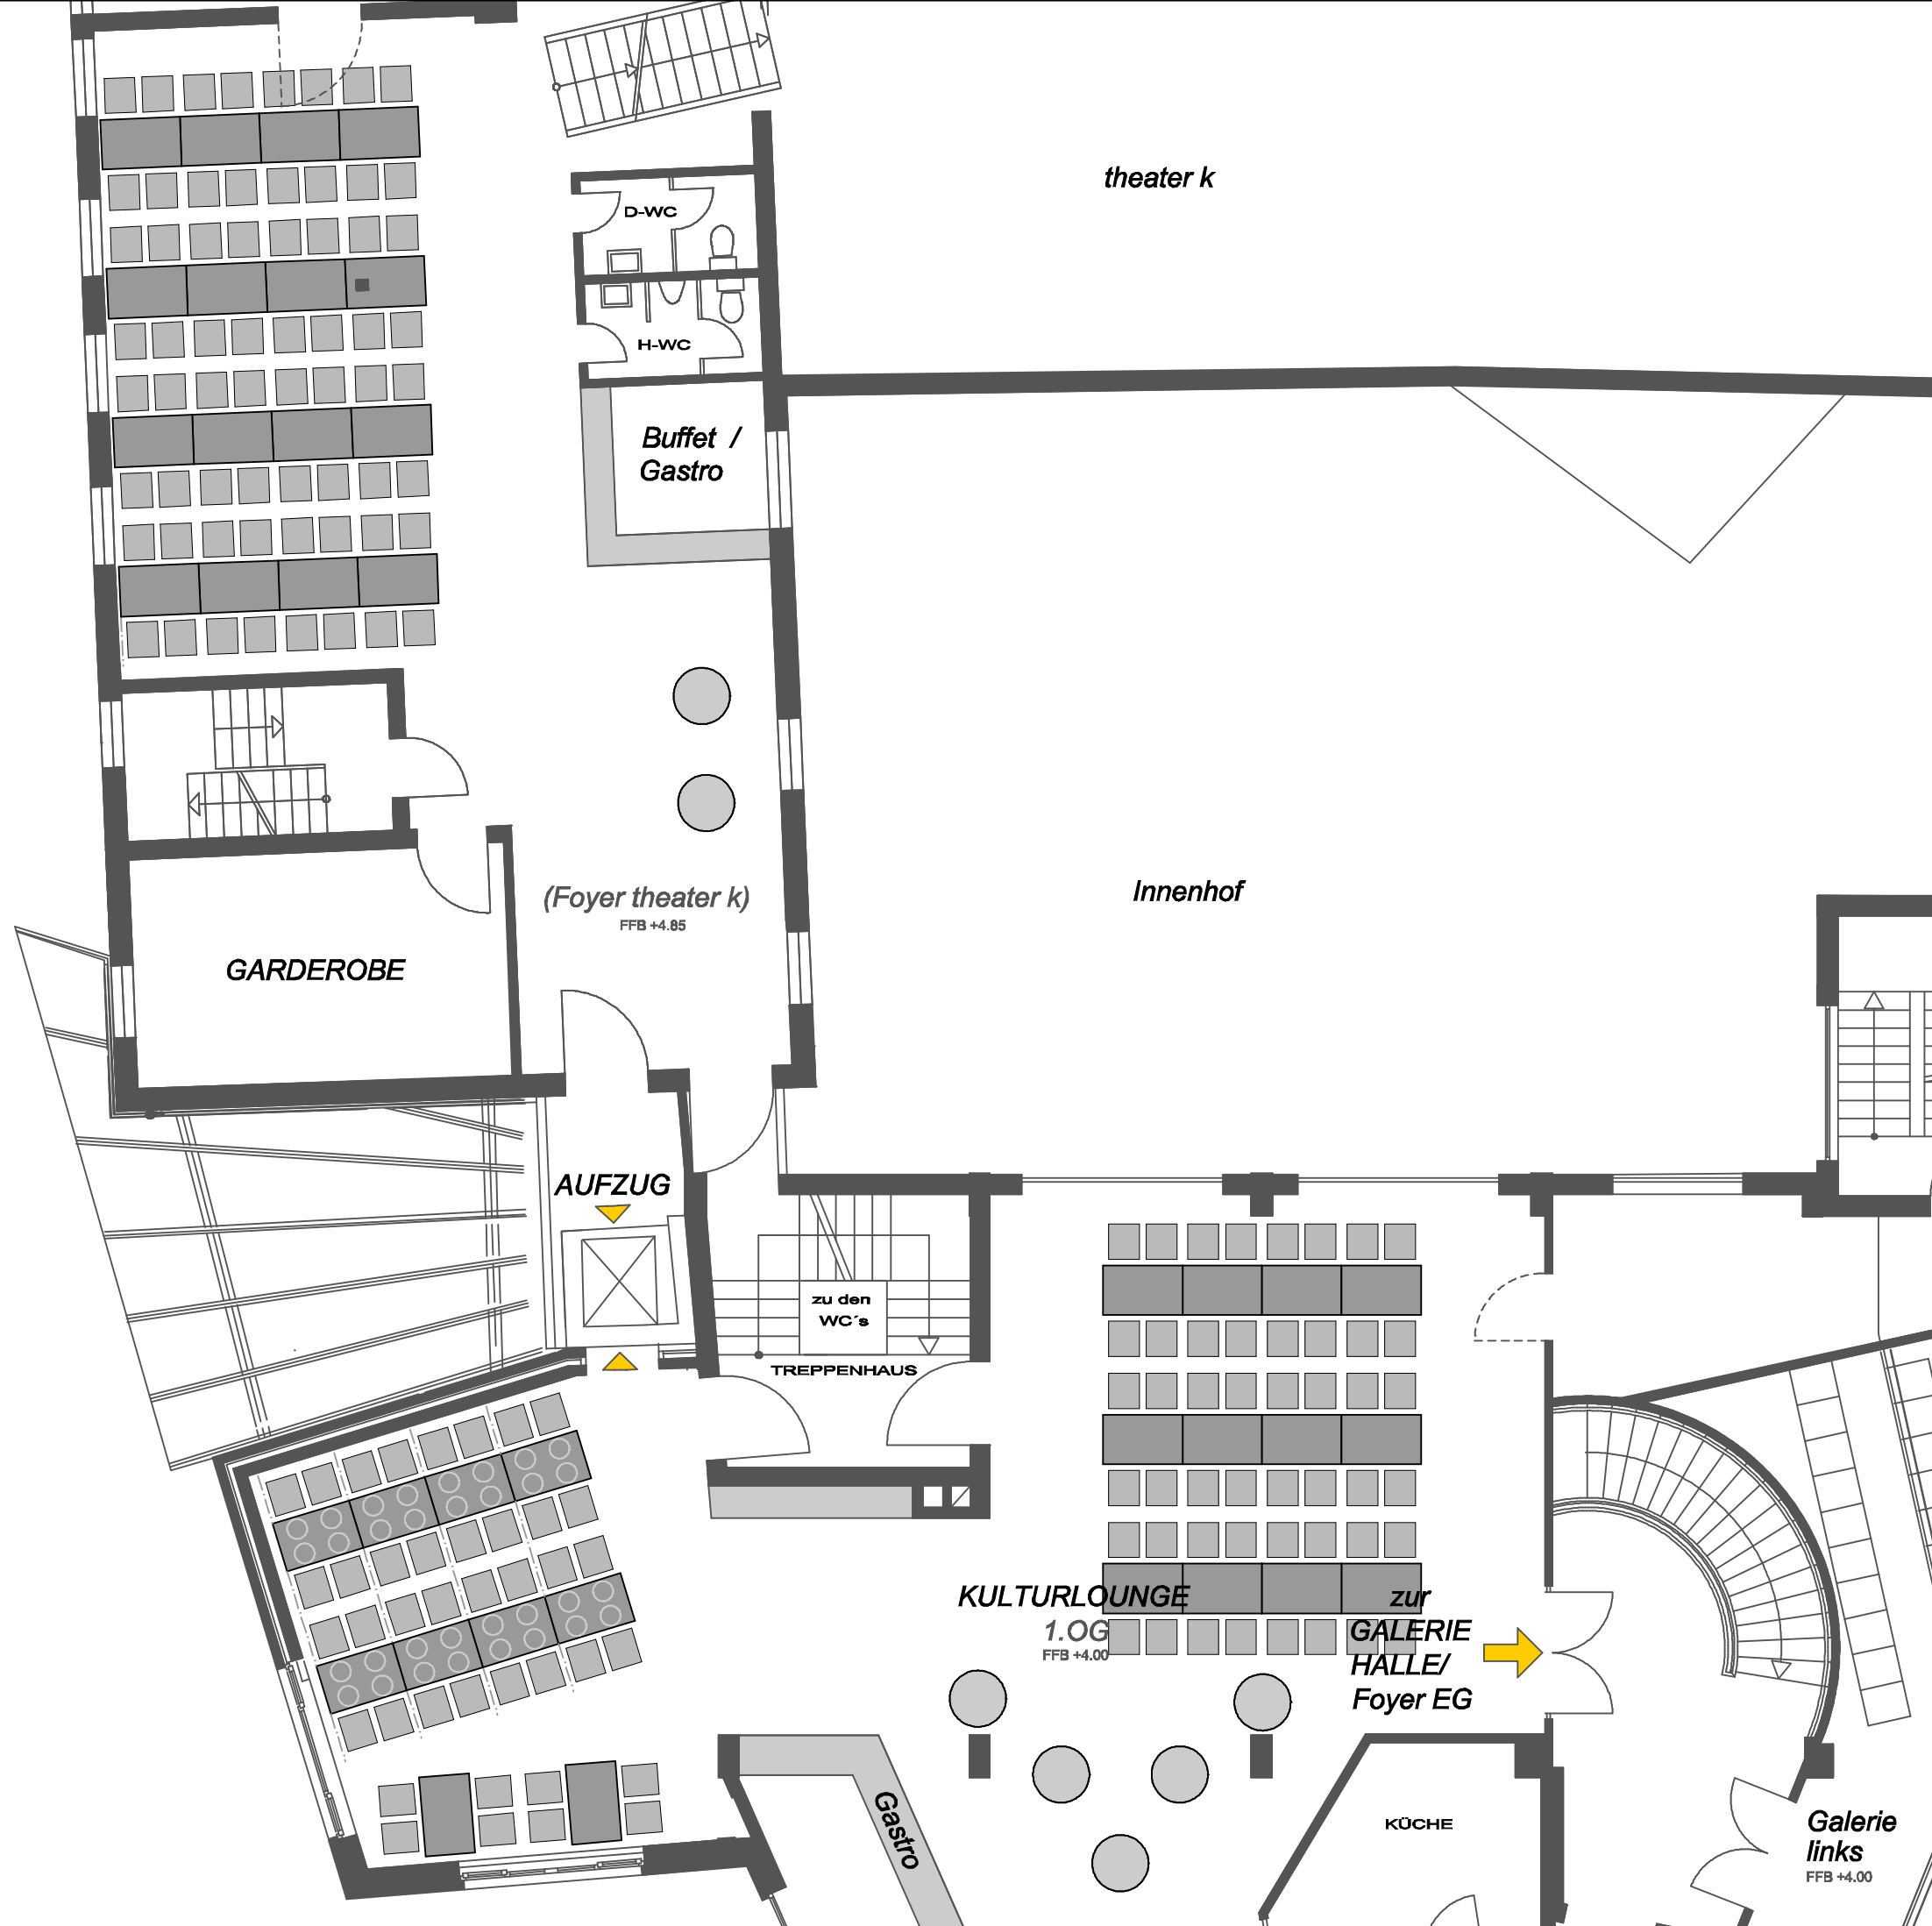 theater k
D-WC
H-WC
Buffet /
Gastro
(Foyer theater k)
FFB +4.85
Innenhof
GARDEROBE
AUFZUG
zu den
WC´s
TREPPENHAUS
KULTURLOUNGE
1.OG
FFB +4.00
zur
GALERIE
HALLE/
Foyer EG
Gastro
KÜCHE
Galerie
links
FFB +4.00